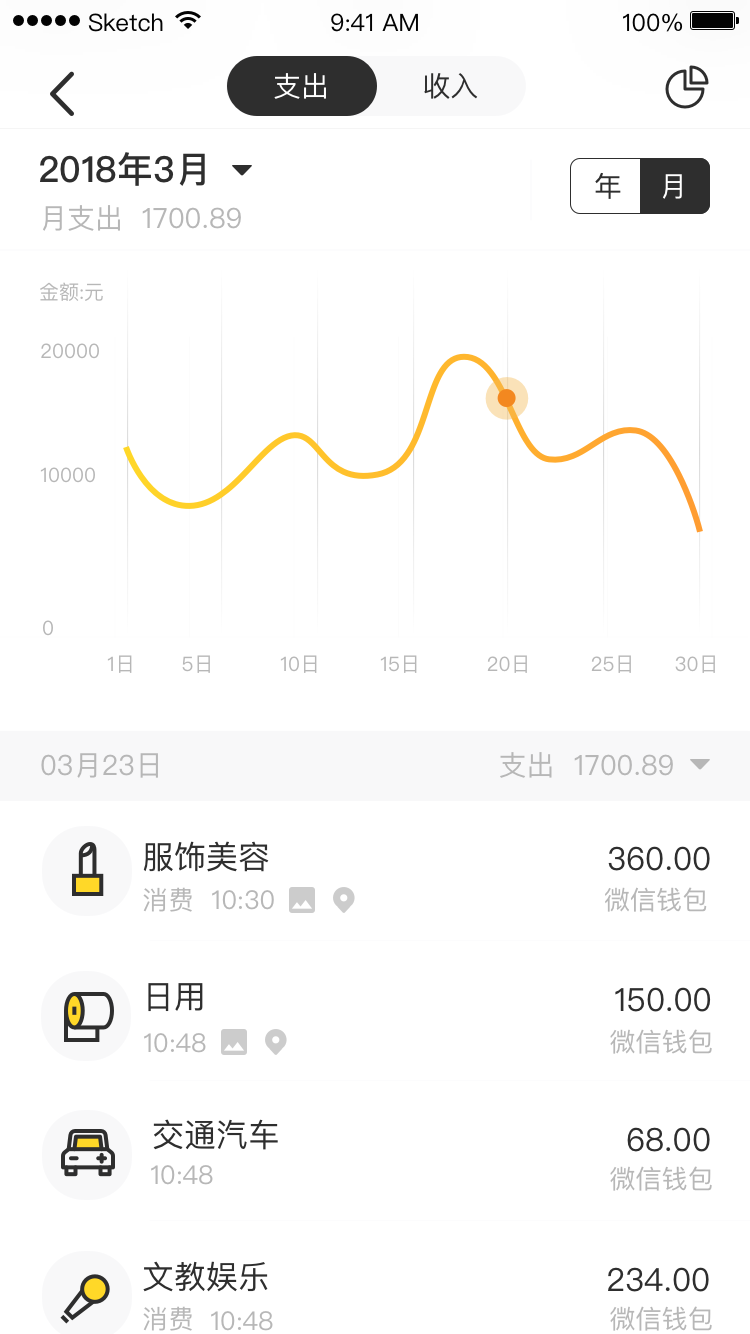 Sketch 9:41 AM 100%
支出 收入
2018年3月
年 月
月支出 1700.89
金额:元
20000
10000
0
1日 5日 10日 15日 20日 25日 30日
03月23日 支出 1700.89
服饰美容 360.00
消费 10:30 微信钱包
日用 150.00
10:48 微信钱包
交通汽车 68.00
10:48 微信钱包
文教娱乐 234.00
消费 10:48 微信钱包